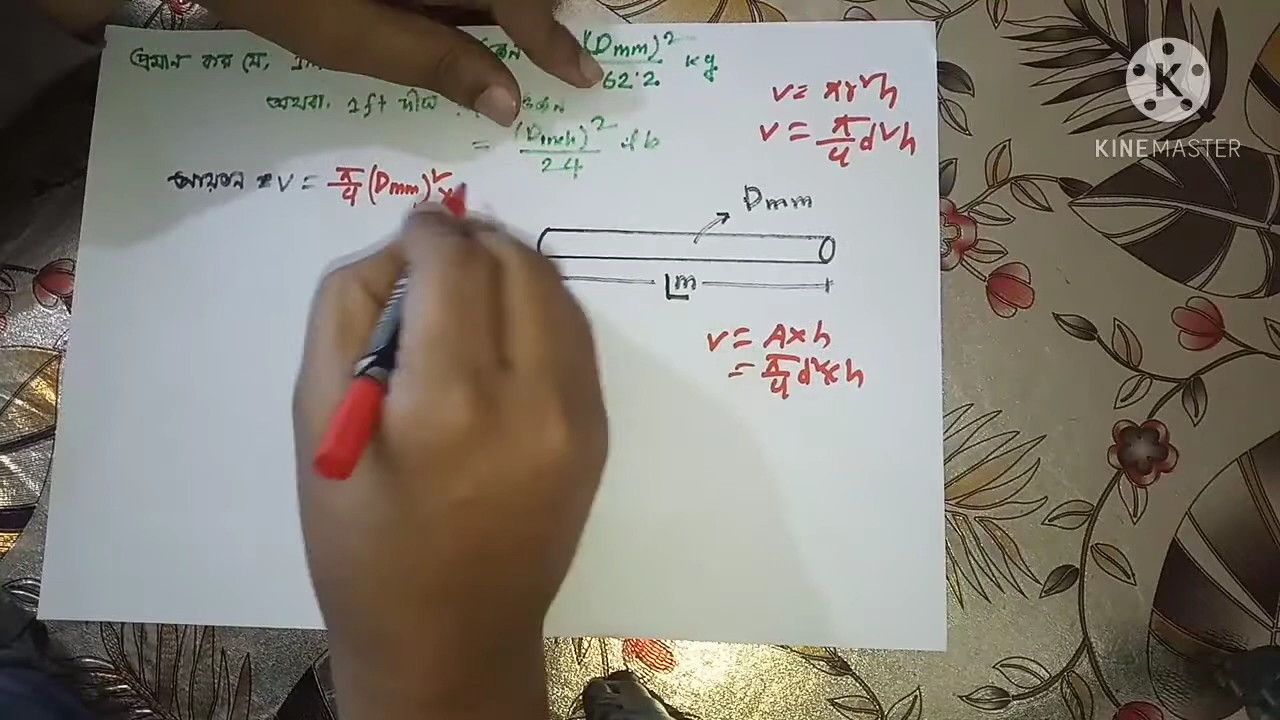 প্রমান কর যে, (Dmm)² kg
62.2
অথবা, 1ft
= (Dinch)² lb
24
আয়তন V = π/4 (Dmm)² x
v = πr²h
v = π/4 d²h
Dmm
Lm
v = A×h
= π/4 d²×h
K
KINEMASTER